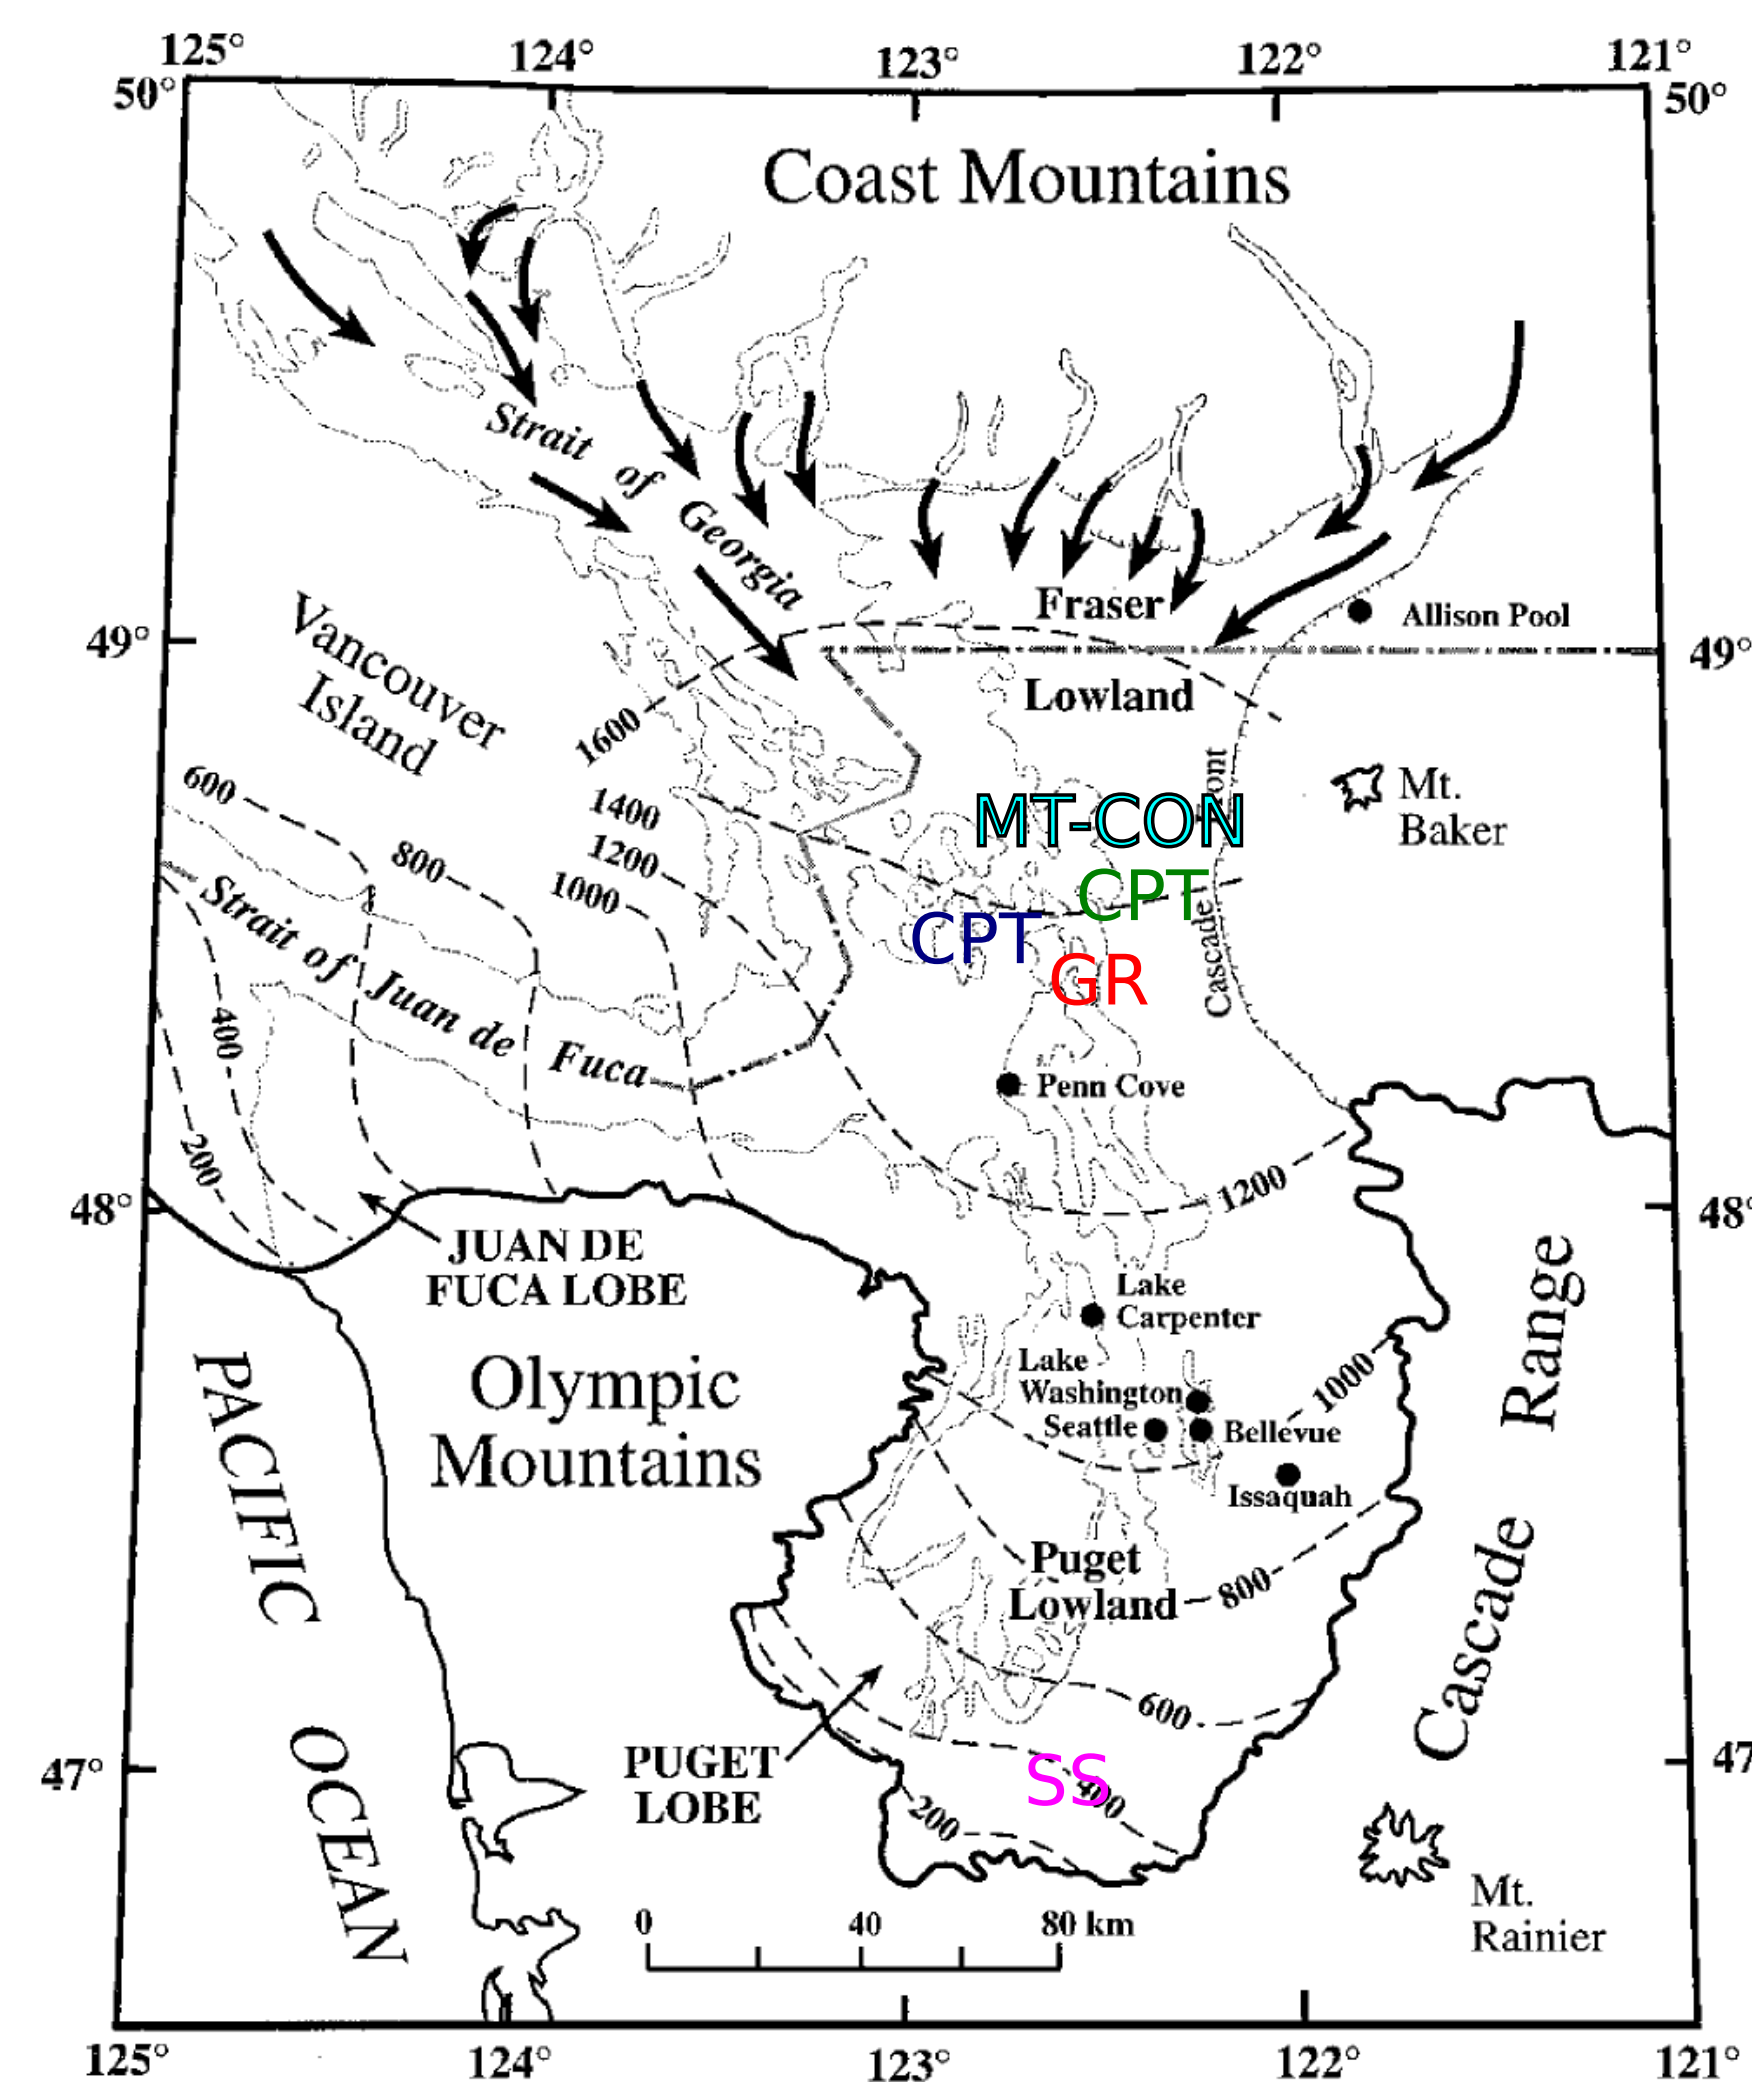 125° 124° 123° 122° 121°
50° 50°
Coast Mountains
Strait of Georgia
Fraser
Allison Pool
49° 49°
Vancouver
Island
Lowland
1600
600
1400
Mt.
Baker
MT-CON
800
1200
1000
CPT
CPT
Cascade
GR
Strait of Juan de Fuca
400
Penn Cove
200
1200
48° 48°
JUAN DE
FUCA LOBE
Lake
Carpenter
Olympic
Mountains
Lake
Washington
Seattle
Bellevue
1000
Issaquah
PACIFIC
OCEAN
Cascade Range
Puget
Lowland
800
600
PUGET
LOBE
SS
400
200
47° 47
Mt.
Rainier
0 40 80 km
125° 124° 123° 122° 121°